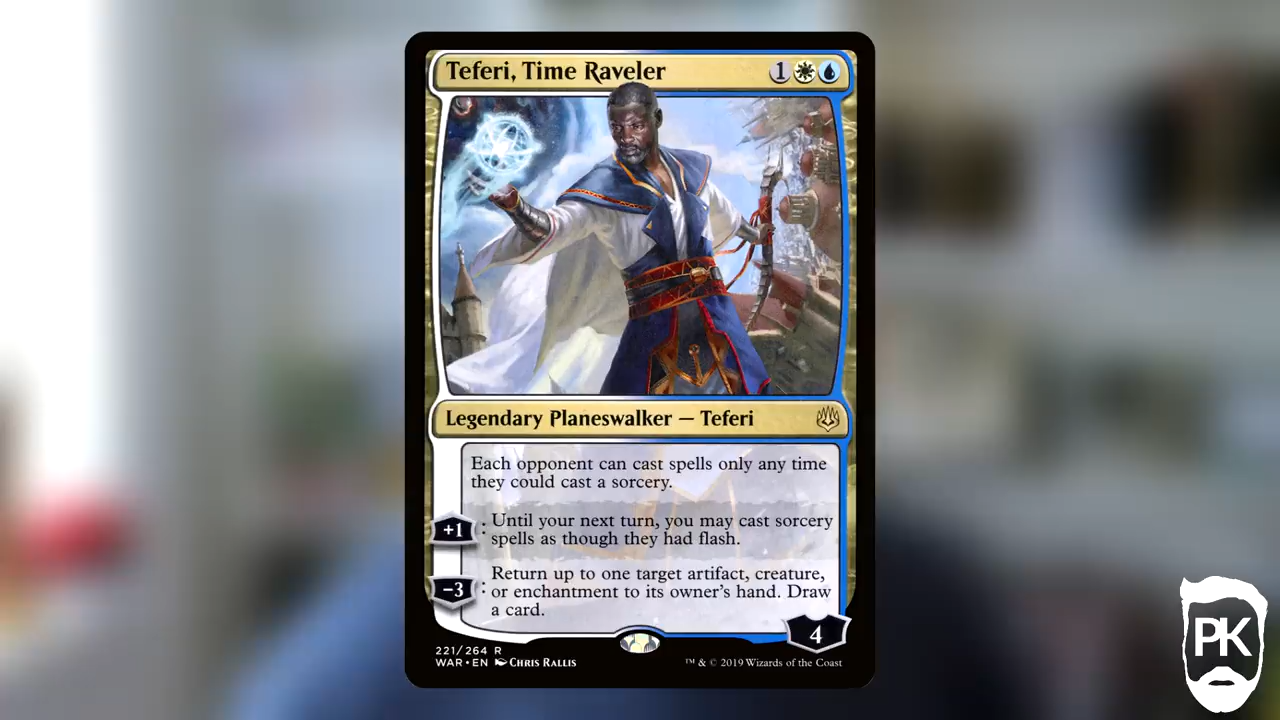 Teferi, Time Raveler
1
Legendary Planeswalker — Teferi
Each opponent can cast spells only any time
they could cast a sorcery.
+1: Until your next turn, you may cast sorcery
spells as though they had flash.
−3: Return up to one target artifact, creature,
or enchantment to its owner's hand. Draw
a card.
4
221/264 R
WAR • EN Chris Rallis
™ & © 2019 Wizards of the Coast
PK